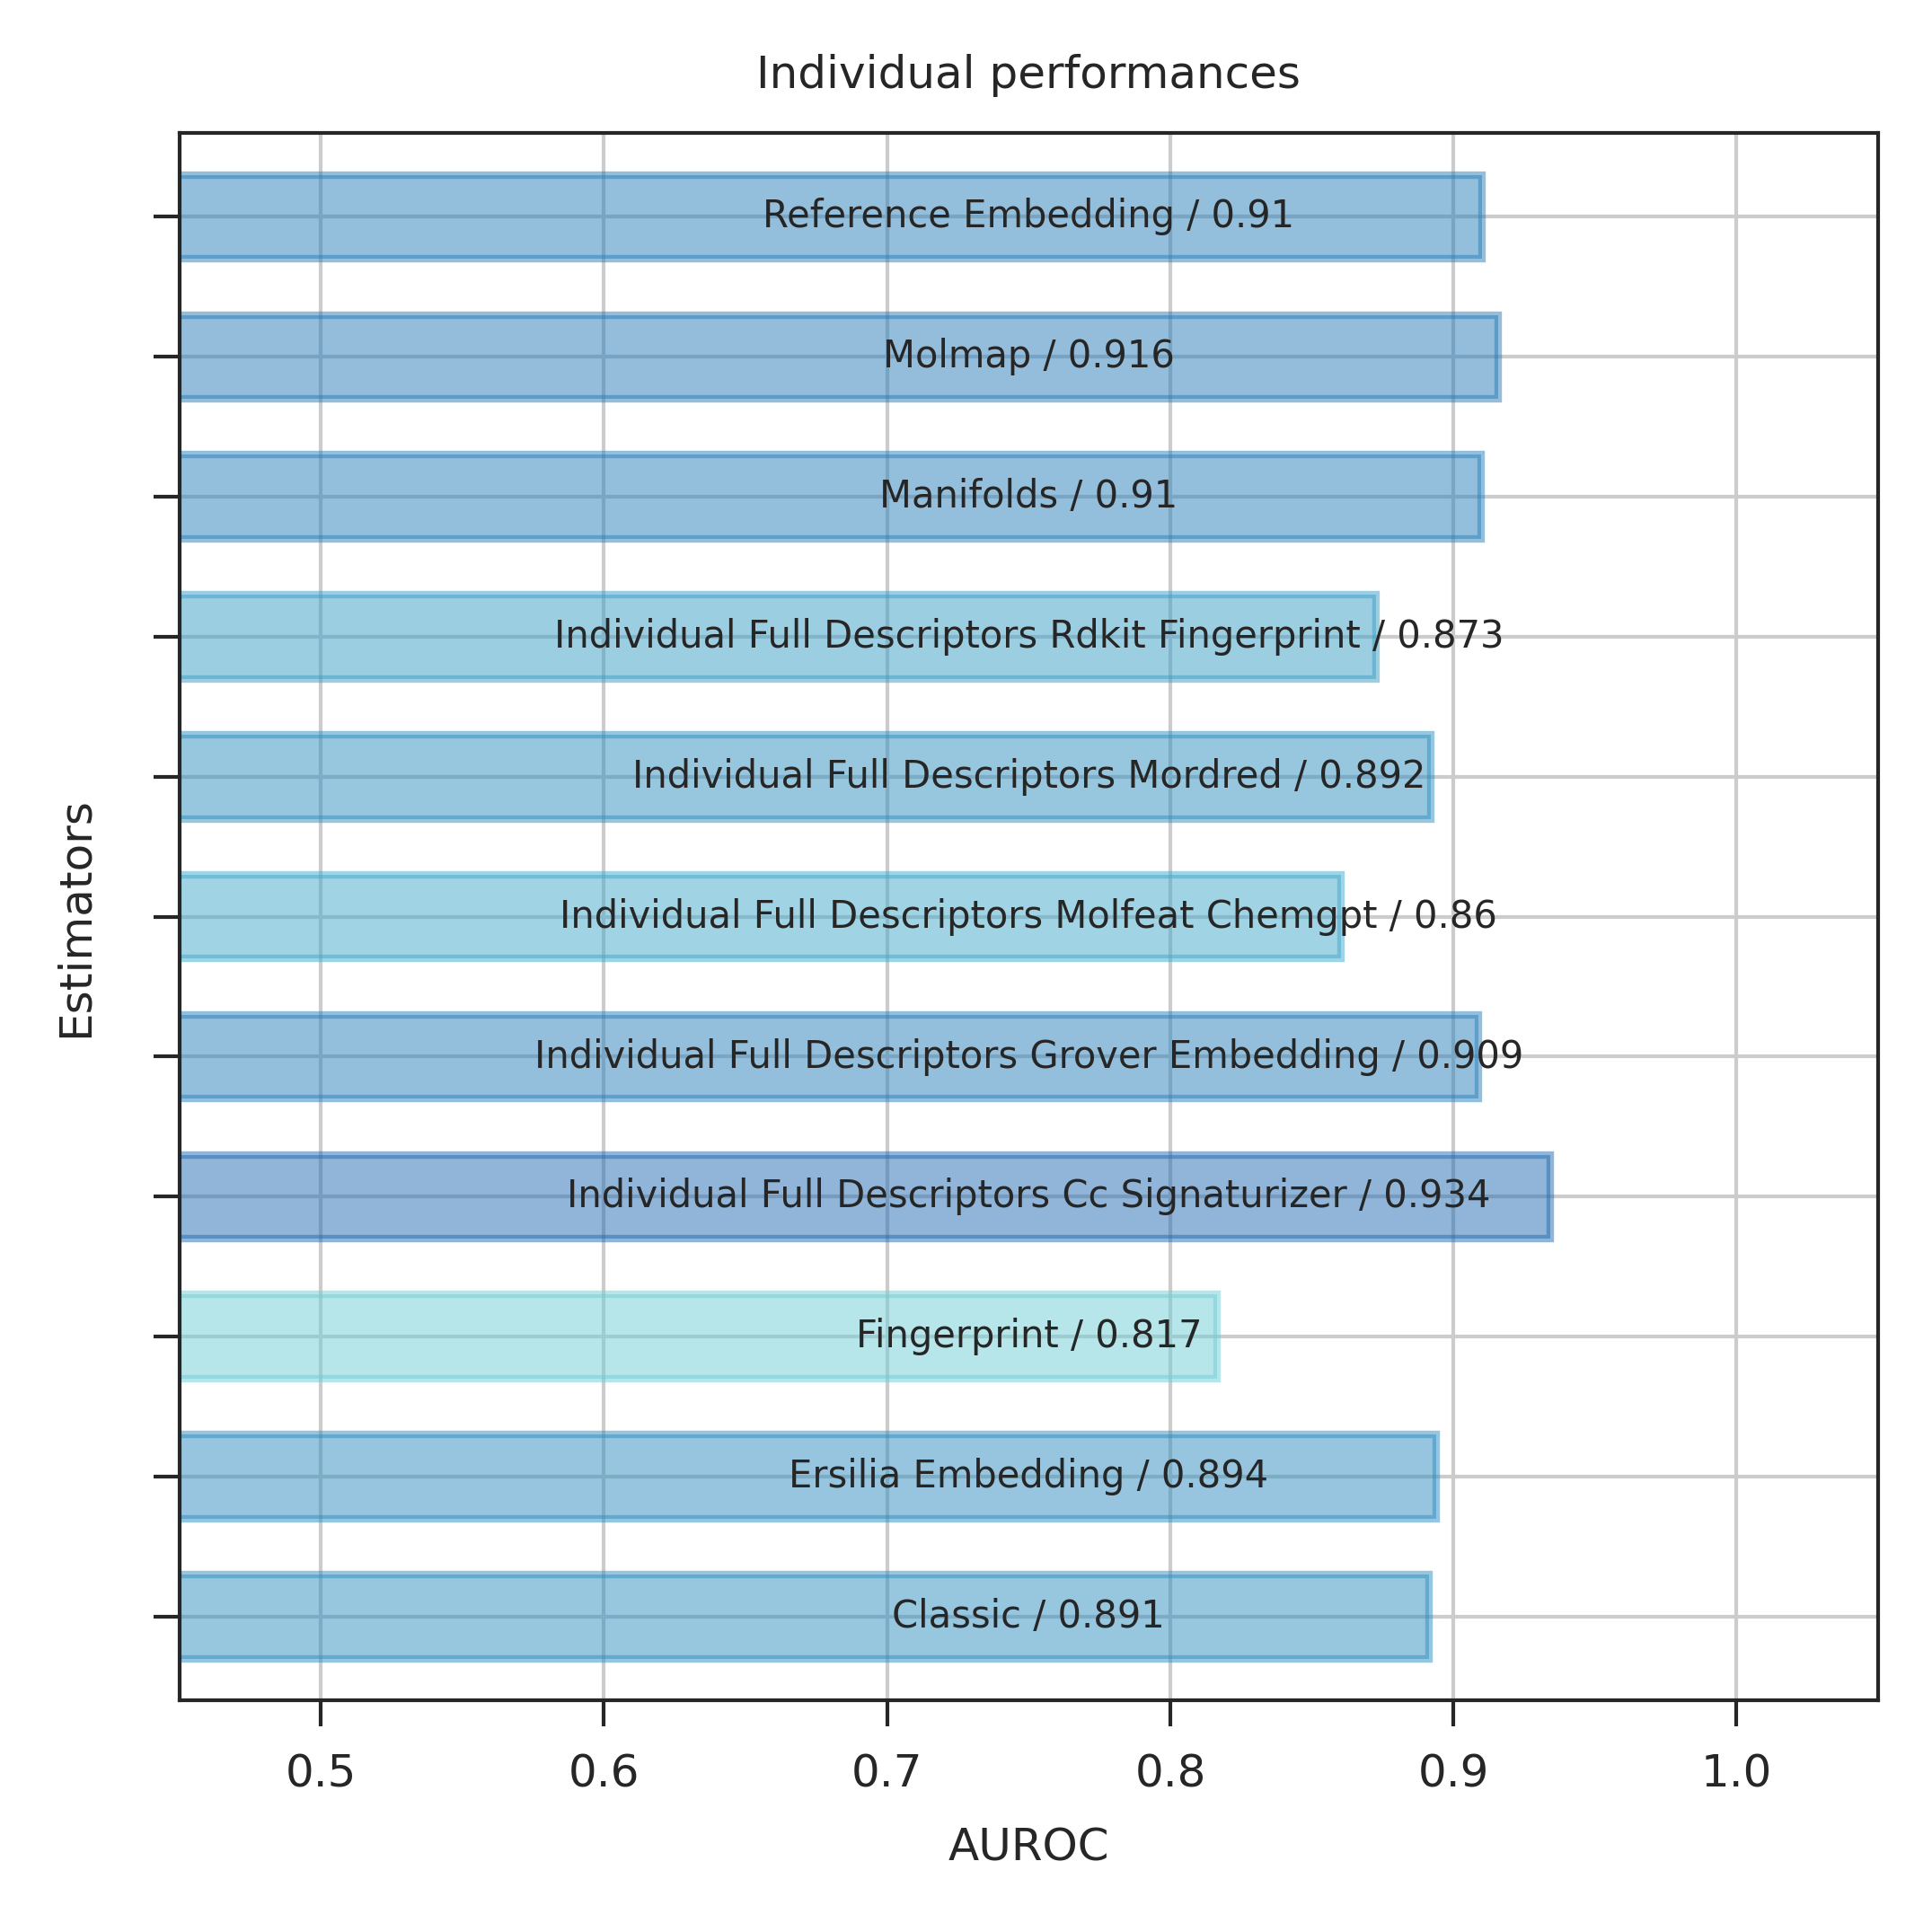 Individual performances
Reference Embedding / 0.91
Molmap / 0.916
Manifolds / 0.91
Individual Full Descriptors Rdkit Fingerprint / 0.873
Individual Full Descriptors Mordred / 0.892
Individual Full Descriptors Molfeat Chemgpt / 0.86
Individual Full Descriptors Grover Embedding / 0.909
Individual Full Descriptors Cc Signaturizer / 0.934
Fingerprint / 0.817
Ersilia Embedding / 0.894
Classic / 0.891
Estimators
0.5 0.6 0.7 0.8 0.9 1.0
AUROC